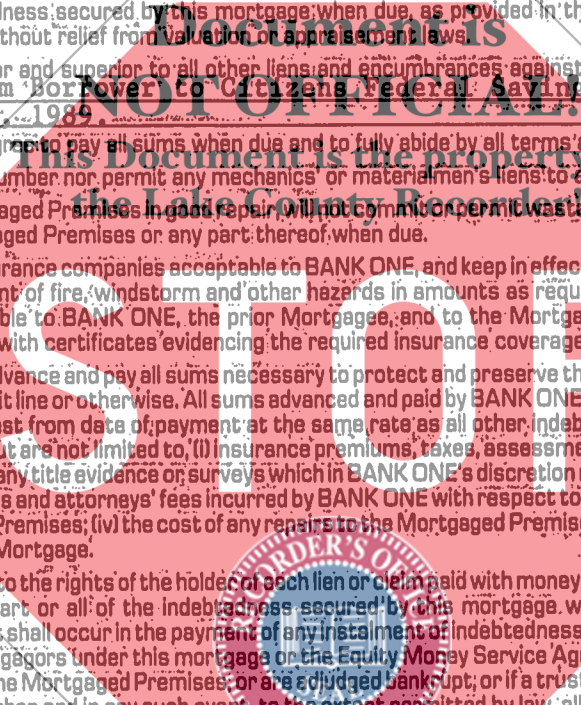 ness secured by this mortgage when due, as provided in th
thout relief from valuation or appraisement laws.
Document is
or and superior to all other liens and encumbrances against
m Borrower to Citizens Federal Savin
NOT OFFICIAL!
1989.
to pay all sums when due and to fully abide by all terms
This Document is the property
umber nor permit any mechanics' or materialmen's liens to a
the Lake County Recorder
aged Premises in good repair, will not commit or permit waste
aged Premises or any part thereof when due.
urance companies acceptable to BANK ONE, and keep in effec
nt of fire, windstorm and other hazards in amounts as requ
ble to BANK ONE, the prior Mortgagee, and to the Mortga
with certificates evidencing the required insurance coverage
STOP
dvance and pay all sums necessary to protect and preserve th
it line or otherwise. All sums advanced and paid by BANK ONE
est from date of payment at the same rate as all other indeb
t are not limited to, (i) insurance premiums, taxes, assessme
any title evidence or surveys which in BANK ONE's discretion
s and attorneys' fees incurred by BANK ONE with respect to
Premises; (iv) the cost of any repairs to the Mortgaged Premis
Mortgage.
RECORDER'S OF
to the rights of the holder of each lien or claim paid with money
art or all of the indebtedness secured by this mortgage. w
shall occur in the payment of any instalment of indebtedness
gagors under this mortgage or the Equity Money Service Ag
he Mortgaged Premises, or are adjudged bankrupt; or if a trus